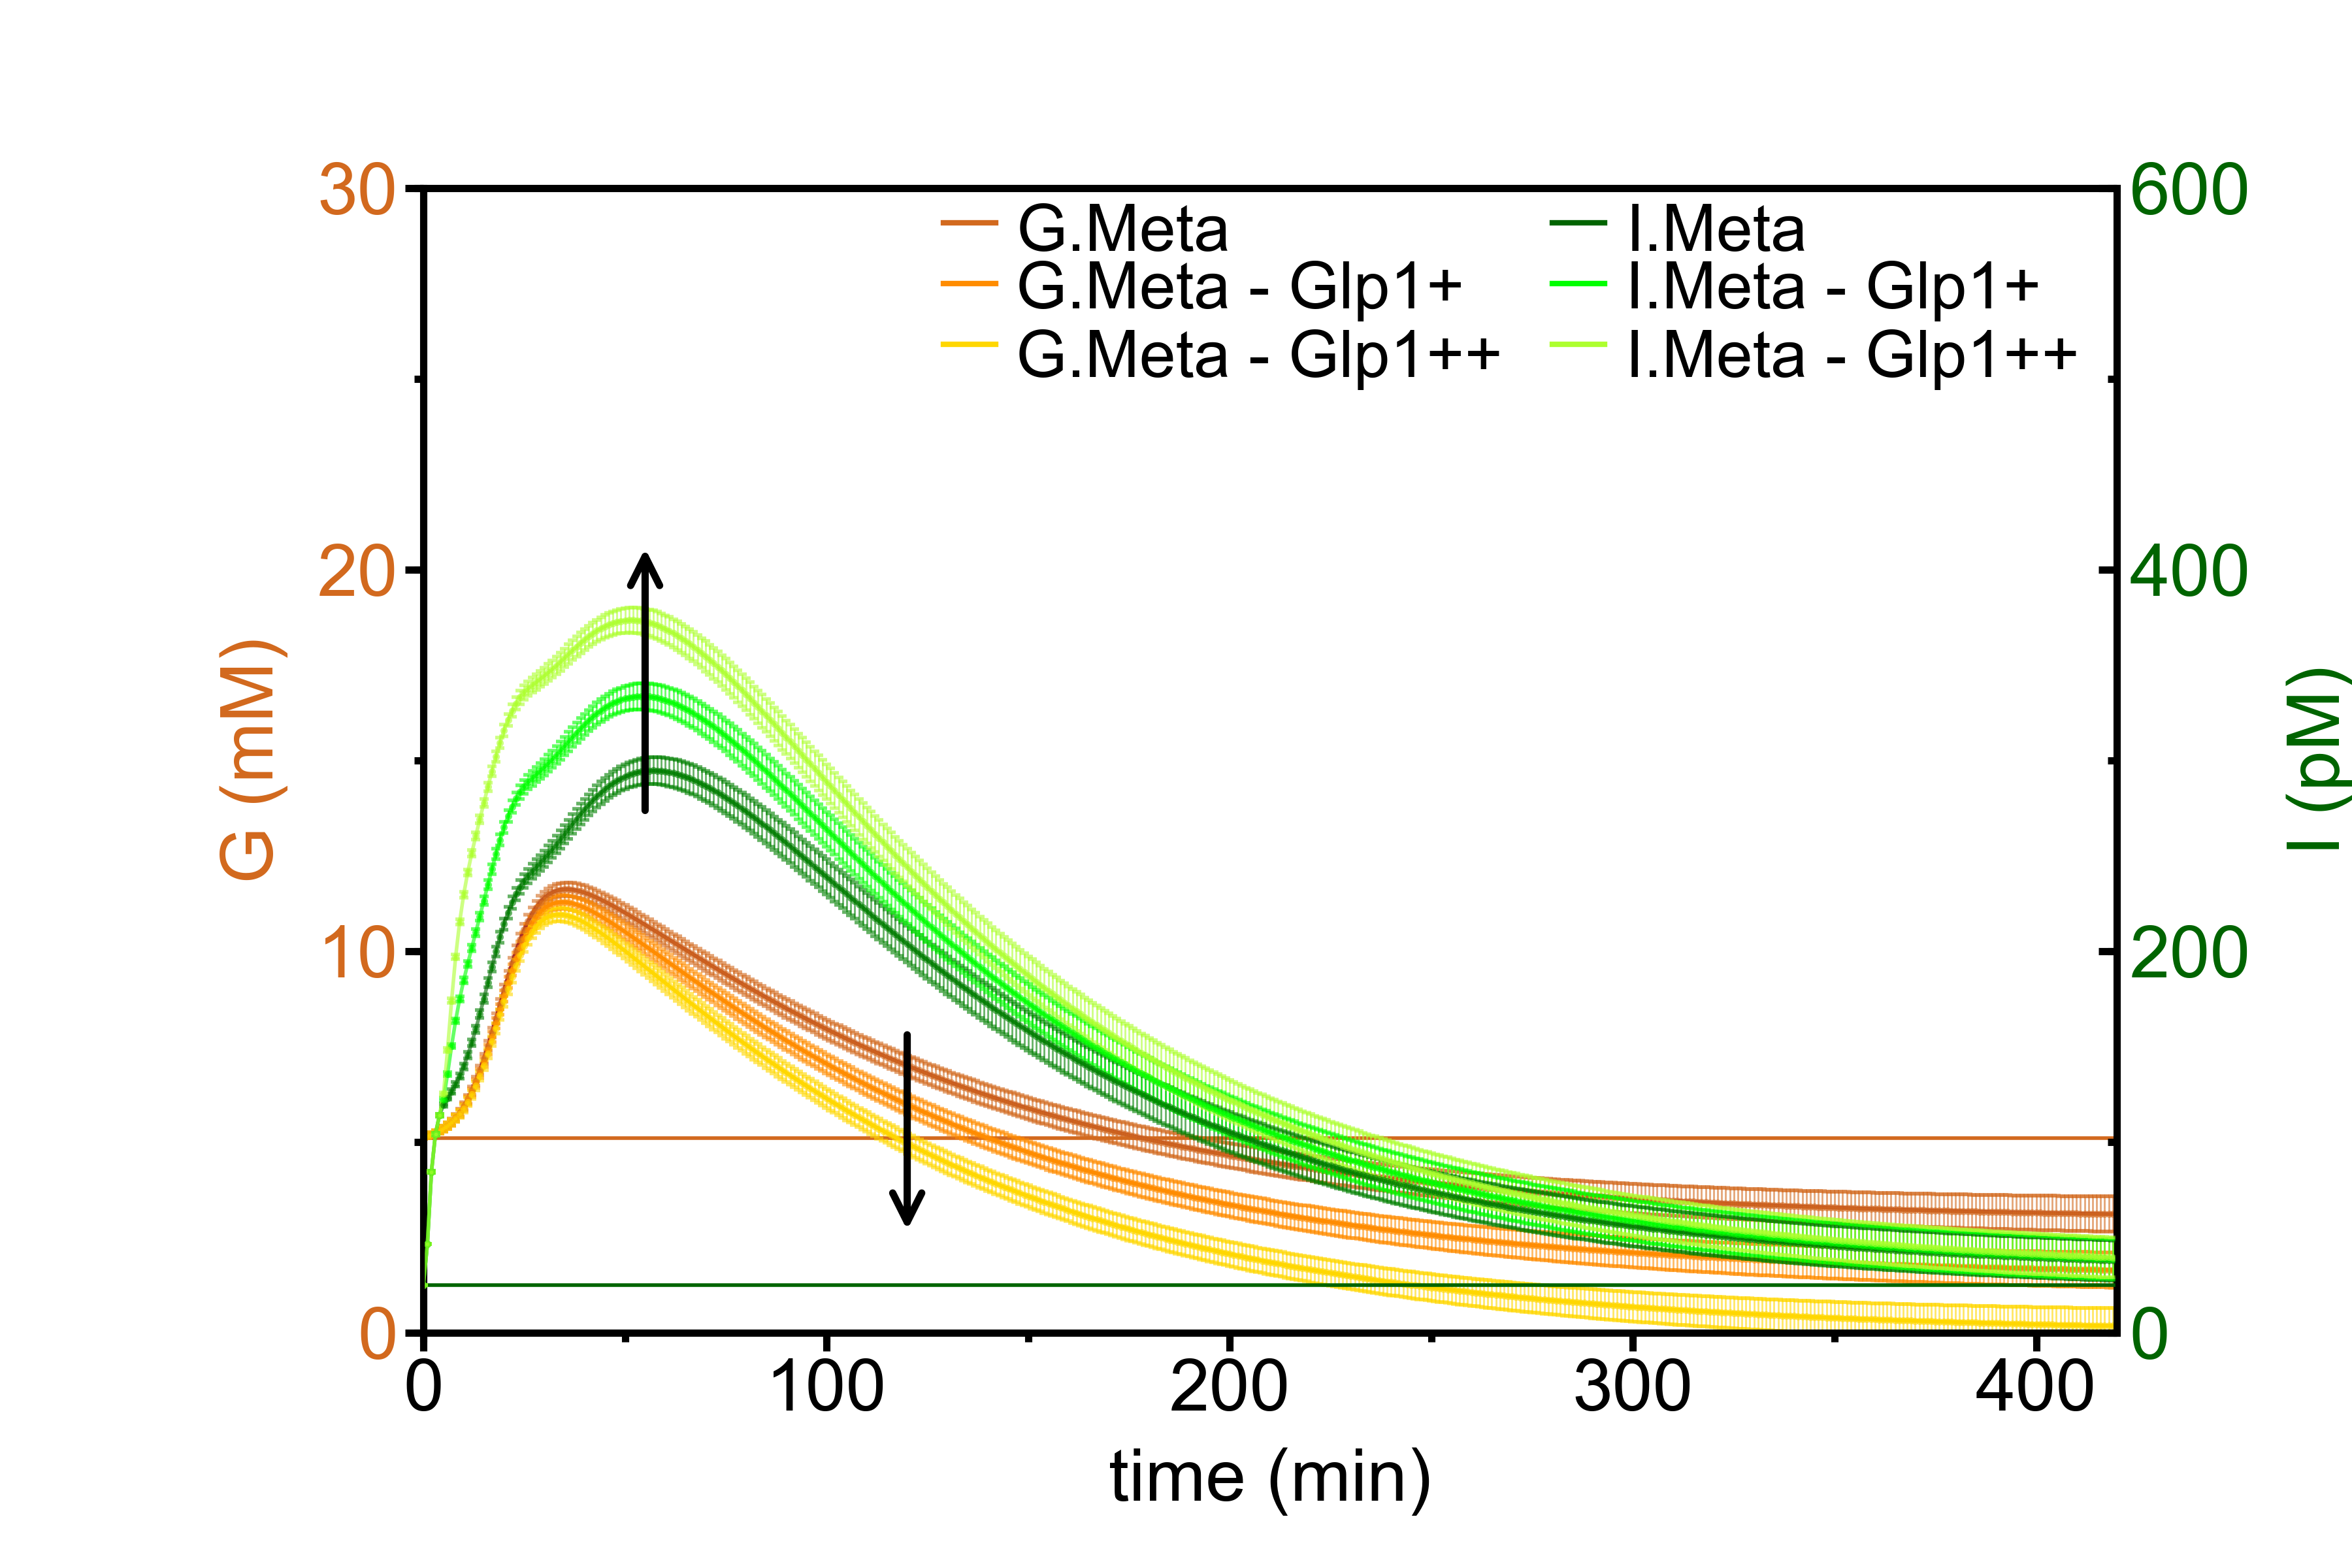 30
600
G.Meta
I.Meta
G.Meta - Glp1+
I.Meta - Glp1+
G.Meta - Glp1++
I.Meta - Glp1++
20
400
G (mM)
I (pM)
10
200
0
0
0 100 200 300 400
time (min)